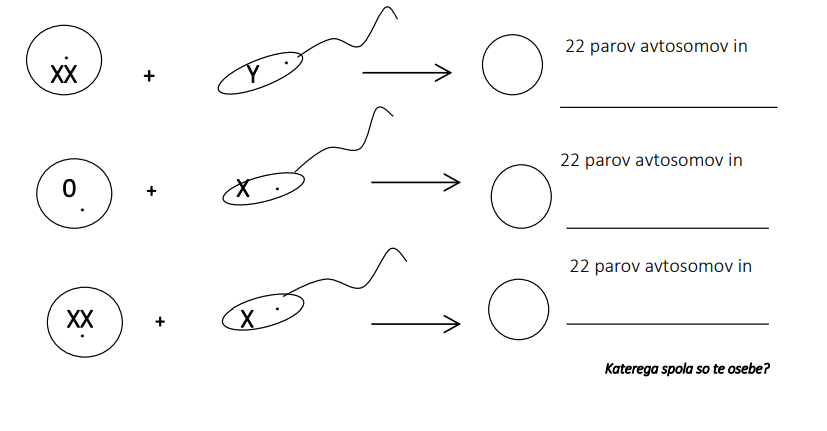 22 parov avtosomov in
XX + Y
22 parov avtosomov in
0 + X
22 parov avtosomov in
XX + X
Katerega spola so te osebe?